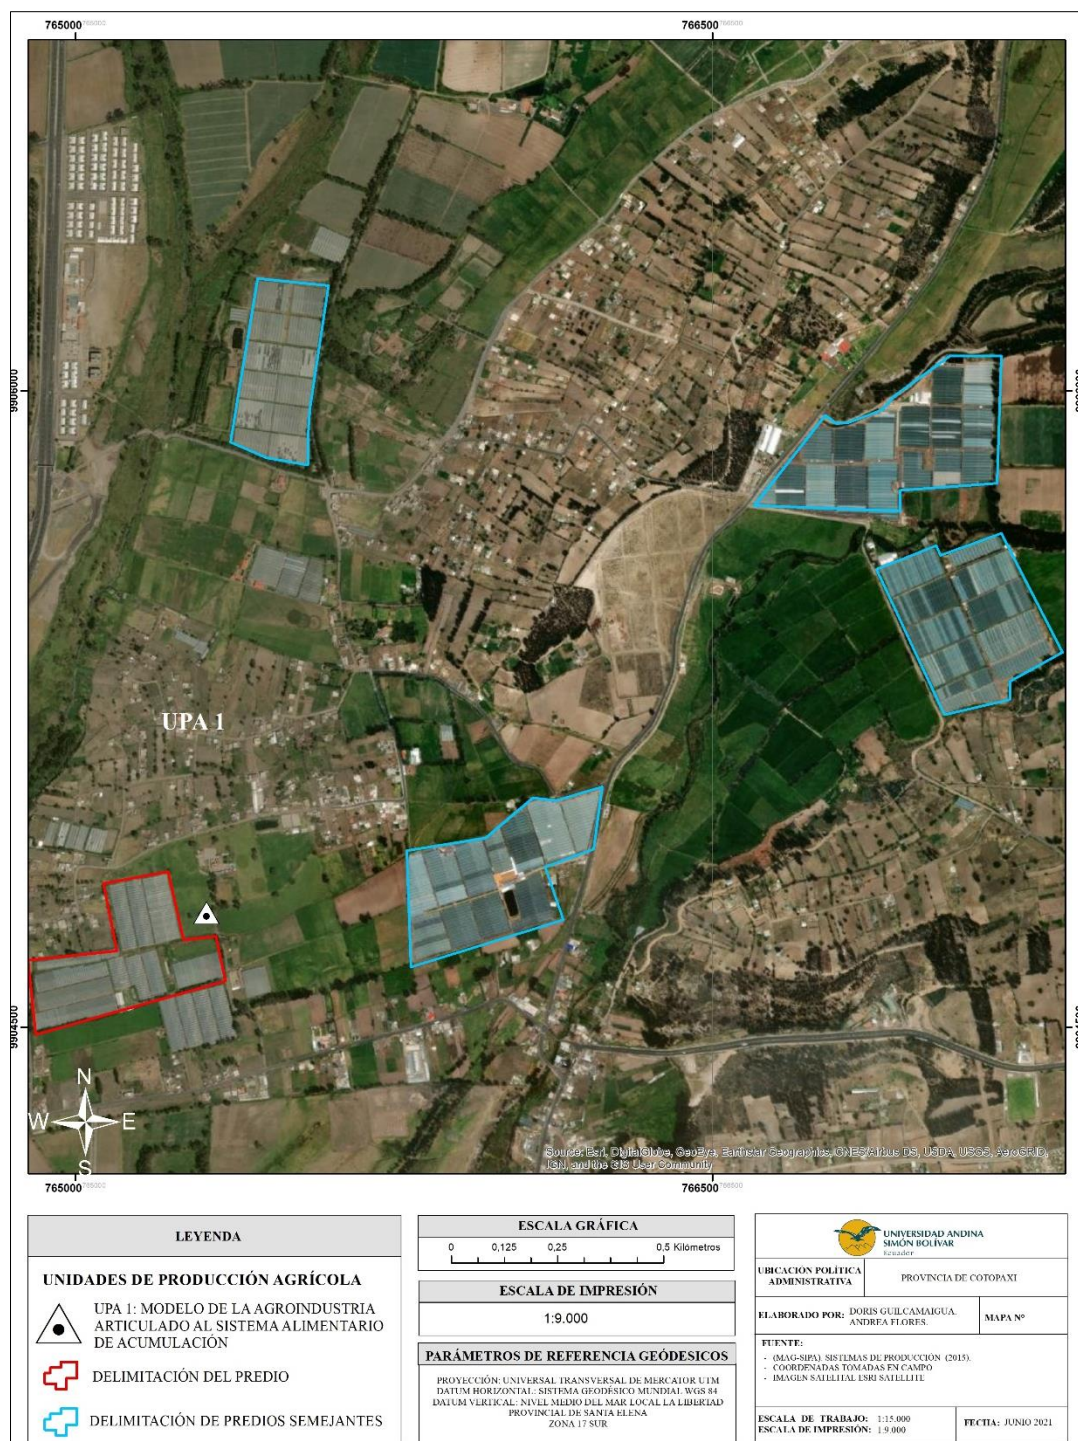 765000
766500
9906000
UPA 1
9904500
N
W E
S
Source: Esri, DigitalGlobe, GeoEye, Earthstar Geographics, CNES/Airbus DS, USDA, USGS, AeroGRID,
IGN, and the GIS User Community
765000
766500
LEYENDA
UNIDADES DE PRODUCCIÓN AGRÍCOLA
UPA 1: MODELO DE LA AGROINDUSTRIA
ARTICULADO AL SISTEMA ALIMENTARIO
DE ACUMULACIÓN
DELIMITACIÓN DEL PREDIO
DELIMITACIÓN DE PREDIOS SEMEJANTES
ESCALA GRÁFICA
0 0,125 0,25 0,5 Kilómetros
ESCALA DE IMPRESIÓN
1:9.000
PARÁMETROS DE REFERENCIA GEÓDESICOS
PROYECCIÓN: UNIVERSAL TRANSVERSAL DE MERCATOR UTM
DATUM HORIZONTAL: SISTEMA GEODÉSICO MUNDIAL WGS 84
DATUM VERTICAL: NIVEL MEDIO DEL MAR LOCAL LA LIBERTAD
PROVINCIAL DE SANTA ELENA
ZONA 17 SUR
UNIVERSIDAD ANDINA
SIMÓN BOLÍVAR
Ecuador
UBICACIÓN POLÍTICA
ADMINISTRATIVA
PROVINCIA DE COTOPAXI
ELABORADO POR: DORIS GUILCAMAIGUA.
ANDREA FLORES.
MAPA Nº
FUENTE:
- (MAG-SIPA). SISTEMAS DE PRODUCCIÓN (2015).
- COORDENADAS TOMADAS EN CAMPO
- IMAGEN SATELITAL ESRI SATELLITE
ESCALA DE TRABAJO: 1:15.000
ESCALA DE IMPRESIÓN: 1:9.000
FECHA: JUNIO 2021